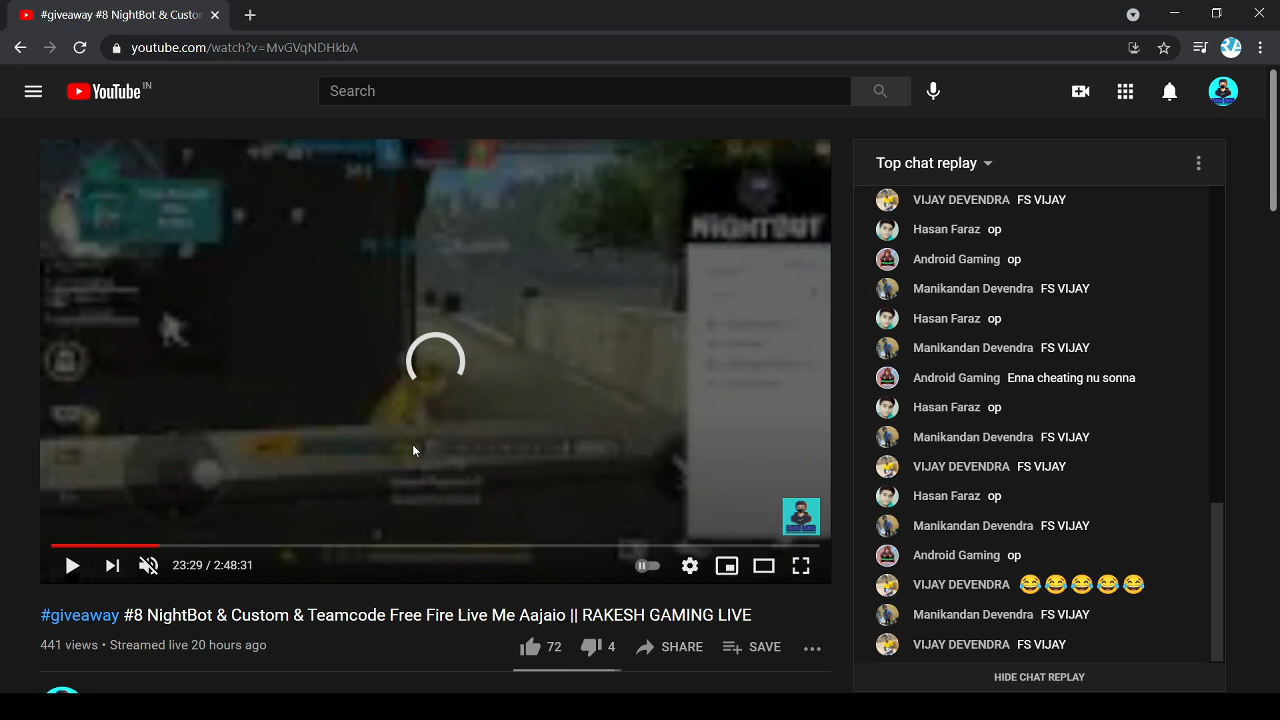 #giveaway #8 NightBot & Custo
youtube.com/watch?v=MvGVqNDHkbA
YouTube IN
Search
NIGHTBOT
23:29 / 2:48:31
#giveaway #8 NightBot & Custom & Teamcode Free Fire Live Me Aajaio || RAKESH GAMING LIVE
441 views • Streamed live 20 hours ago
72
4
SHARE
SAVE
Top chat replay
VIJAY DEVENDRA FS VIJAY
Hasan Faraz op
Android Gaming op
Manikandan Devendra FS VIJAY
Hasan Faraz op
Manikandan Devendra FS VIJAY
Android Gaming Enna cheating nu sonna
Hasan Faraz op
Manikandan Devendra FS VIJAY
VIJAY DEVENDRA FS VIJAY
Hasan Faraz op
Manikandan Devendra FS VIJAY
Android Gaming op
VIJAY DEVENDRA 😂😂😂😂😂
Manikandan Devendra FS VIJAY
VIJAY DEVENDRA FS VIJAY
HIDE CHAT REPLAY